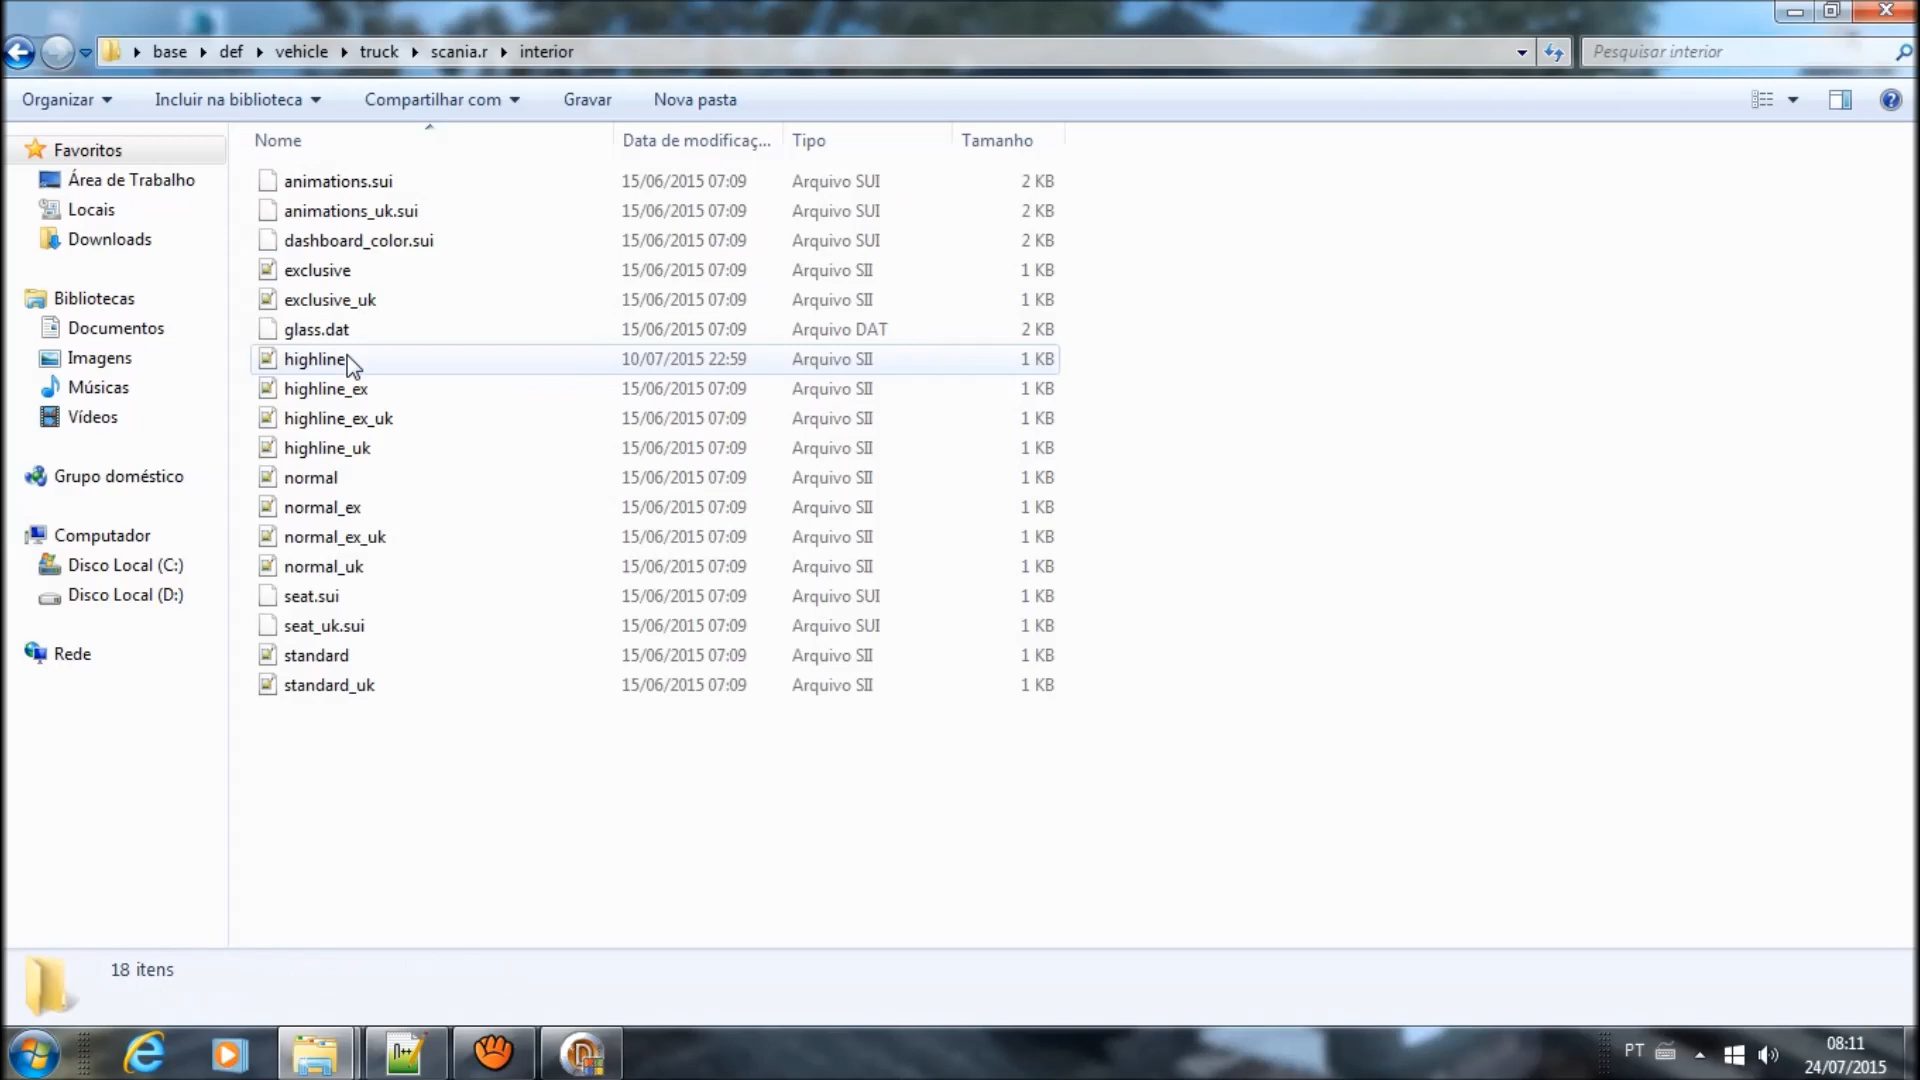 base def vehicle truck scania.r interior
Pesquisar interior
Organizar Incluir na biblioteca Compartilhar com Gravar Nova pasta
Nome Data de modificaç... Tipo Tamanho
Favoritos
Área de Trabalho
Locais
Downloads
Bibliotecas
Documentos
Imagens
Músicas
Vídeos
Grupo doméstico
Computador
Disco Local (C:)
Disco Local (D:)
Rede
animations.sui 15/06/2015 07:09 Arquivo SUI 2 KB
animations_uk.sui 15/06/2015 07:09 Arquivo SUI 2 KB
dashboard_color.sui 15/06/2015 07:09 Arquivo SUI 2 KB
exclusive 15/06/2015 07:09 Arquivo SII 1 KB
exclusive_uk 15/06/2015 07:09 Arquivo SII 1 KB
glass.dat 15/06/2015 07:09 Arquivo DAT 2 KB
highline 10/07/2015 22:59 Arquivo SII 1 KB
highline_ex 15/06/2015 07:09 Arquivo SII 1 KB
highline_ex_uk 15/06/2015 07:09 Arquivo SII 1 KB
highline_uk 15/06/2015 07:09 Arquivo SII 1 KB
normal 15/06/2015 07:09 Arquivo SII 1 KB
normal_ex 15/06/2015 07:09 Arquivo SII 1 KB
normal_ex_uk 15/06/2015 07:09 Arquivo SII 1 KB
normal_uk 15/06/2015 07:09 Arquivo SII 1 KB
seat.sui 15/06/2015 07:09 Arquivo SUI 1 KB
seat_uk.sui 15/06/2015 07:09 Arquivo SUI 1 KB
standard 15/06/2015 07:09 Arquivo SII 1 KB
standard_uk 15/06/2015 07:09 Arquivo SII 1 KB
18 itens
PT
08:11
24/07/2015